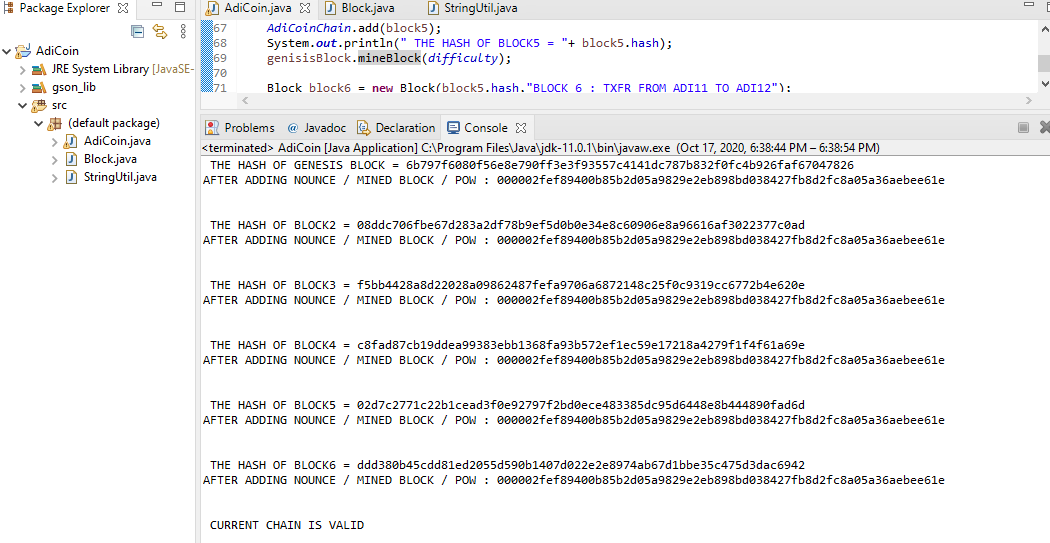 Package Explorer
AdiCoin
JRE System Library [JavaSE-
gson_lib
src
(default package)
AdiCoin.java
Block.java
StringUtil.java
AdiCoin.java Block.java StringUtil.java
67 AdiCoinChain.add(block5);
68 System.out.println(" THE HASH OF BLOCK5 = "+ block5.hash);
69 genisisBlock.mineBlock(difficulty);
70
71 Block block6 = new Block(block5.hash,"BLOCK 6 : TXFR FROM ADI11 TO ADI12");
Problems @ Javadoc Declaration Console
<terminated> AdiCoin [Java Application] C:\Program Files\Java\jdk-11.0.1\bin\javaw.exe (Oct 17, 2020, 6:38:44 PM – 6:38:54 PM)
THE HASH OF GENESIS BLOCK = 6b797f6080f56e8e790ff3e3f93557c4141dc787b832f0fc4b926faf67047826
AFTER ADDING NOUNCE / MINED BLOCK / POW : 000002fef89400b85b2d05a9829e2eb898bd038427fb8d2fc8a05a36aebee61e
THE HASH OF BLOCK2 = 08ddc706fbe67d283a2df78b9ef5d0b0e34e8c60906e8a96616af3022377c0ad
AFTER ADDING NOUNCE / MINED BLOCK / POW : 000002fef89400b85b2d05a9829e2eb898bd038427fb8d2fc8a05a36aebee61e
THE HASH OF BLOCK3 = f5bb4428a8d22028a09862487fefa9706a6872148c25f0c9319cc6772b4e620e
AFTER ADDING NOUNCE / MINED BLOCK / POW : 000002fef89400b85b2d05a9829e2eb898bd038427fb8d2fc8a05a36aebee61e
THE HASH OF BLOCK4 = c8fad87cb19ddea99383ebb1368fa93b572ef1ec59e17218a4279f1f4f61a69e
AFTER ADDING NOUNCE / MINED BLOCK / POW : 000002fef89400b85b2d05a9829e2eb898bd038427fb8d2fc8a05a36aebee61e
THE HASH OF BLOCK5 = 02d7c2771c22b1cead3f0e92797f2bd0ece483385dc95d6448e8b444890fad6d
AFTER ADDING NOUNCE / MINED BLOCK / POW : 000002fef89400b85b2d05a9829e2eb898bd038427fb8d2fc8a05a36aebee61e
THE HASH OF BLOCK6 = ddd380b45cdd81ed2055d590b1407d022e2e8974ab67d1bbe35c475d3dac6942
AFTER ADDING NOUNCE / MINED BLOCK / POW : 000002fef89400b85b2d05a9829e2eb898bd038427fb8d2fc8a05a36aebee61e
CURRENT CHAIN IS VALID